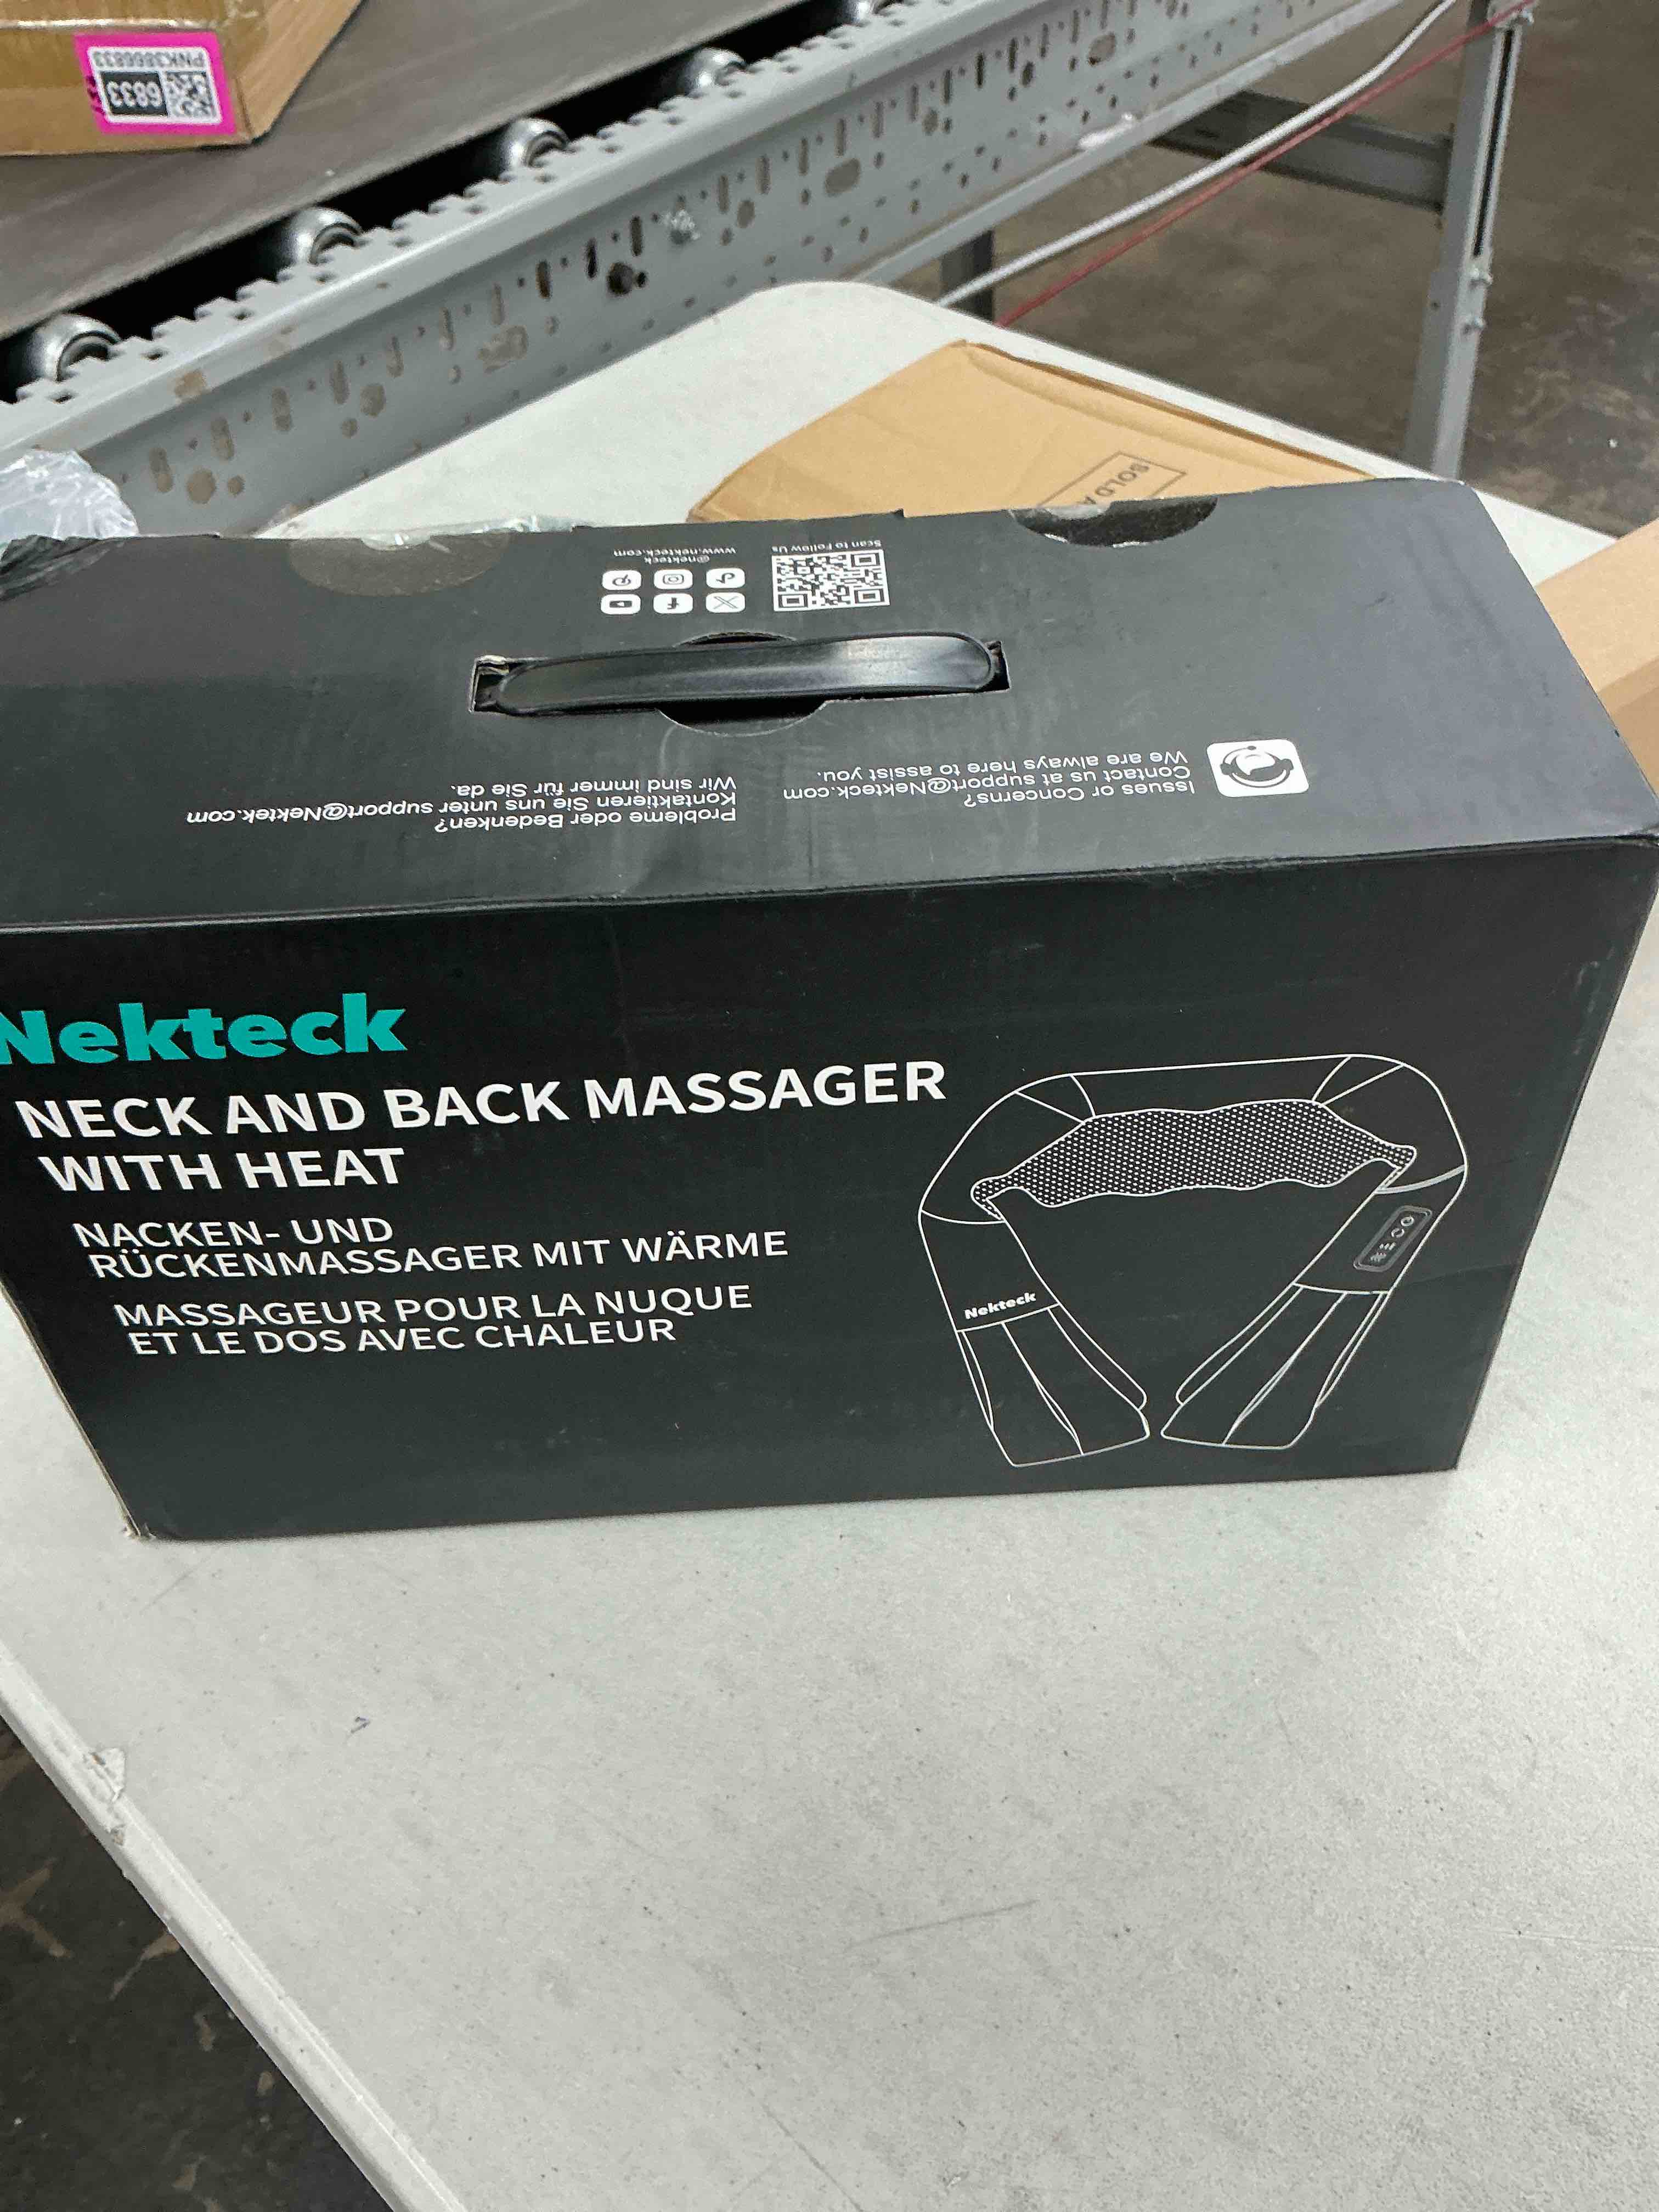 PNK3866833
6833
SOLD A
Scan to Follow Us
@nekteck
www.nekteck.com
Issues or Concerns?
Contact us at support@Nekteck.com
We are always here to assist you.
Probleme oder Bedenken?
Kontaktieren Sie uns unter support@Nektek.com
Wir sind immer für Sie da.
Nekteck
NECK AND BACK MASSAGER
WITH HEAT
NACKEN- UND
RÜCKENMASSAGER MIT WÄRME
MASSAGEUR POUR LA NUQUE
ET LE DOS AVEC CHALEUR
Nekteck